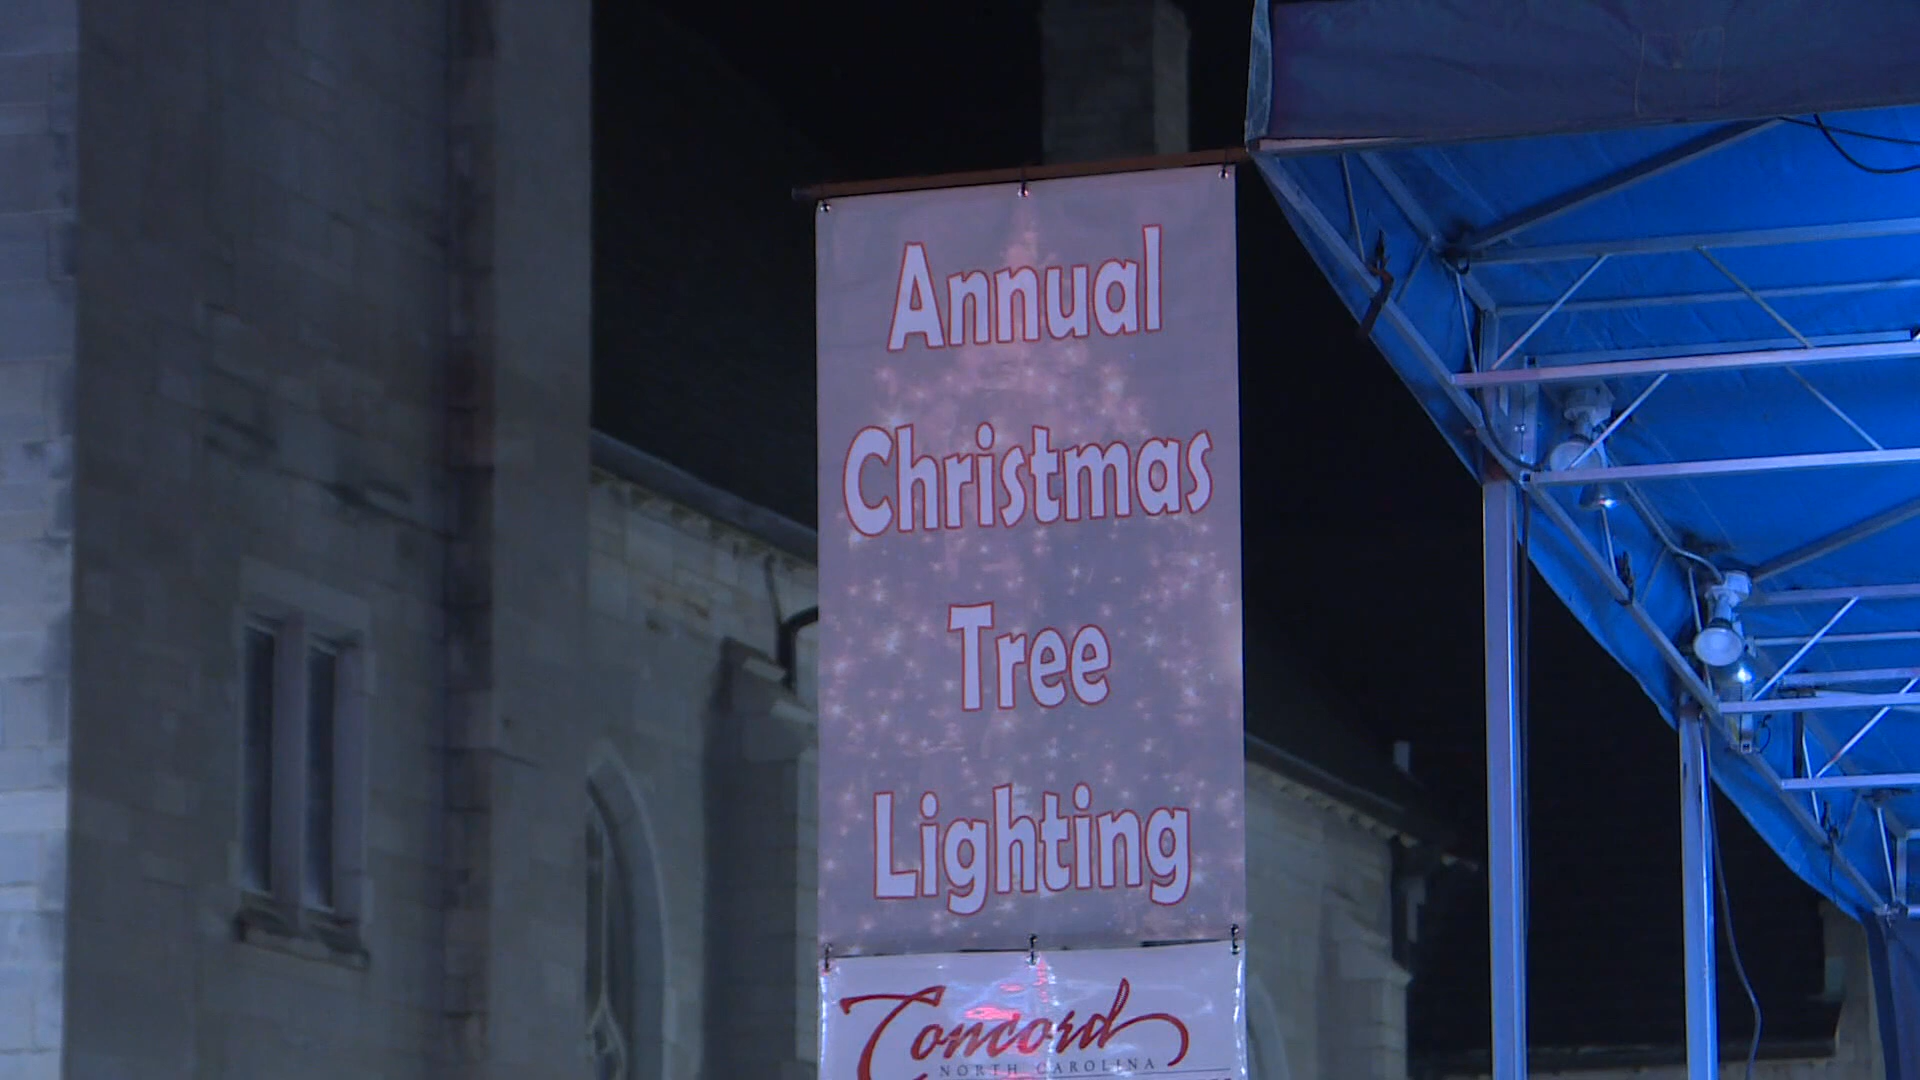 Annual
Christmas
Tree
Lighting
Concord
NORTH CAROLINA